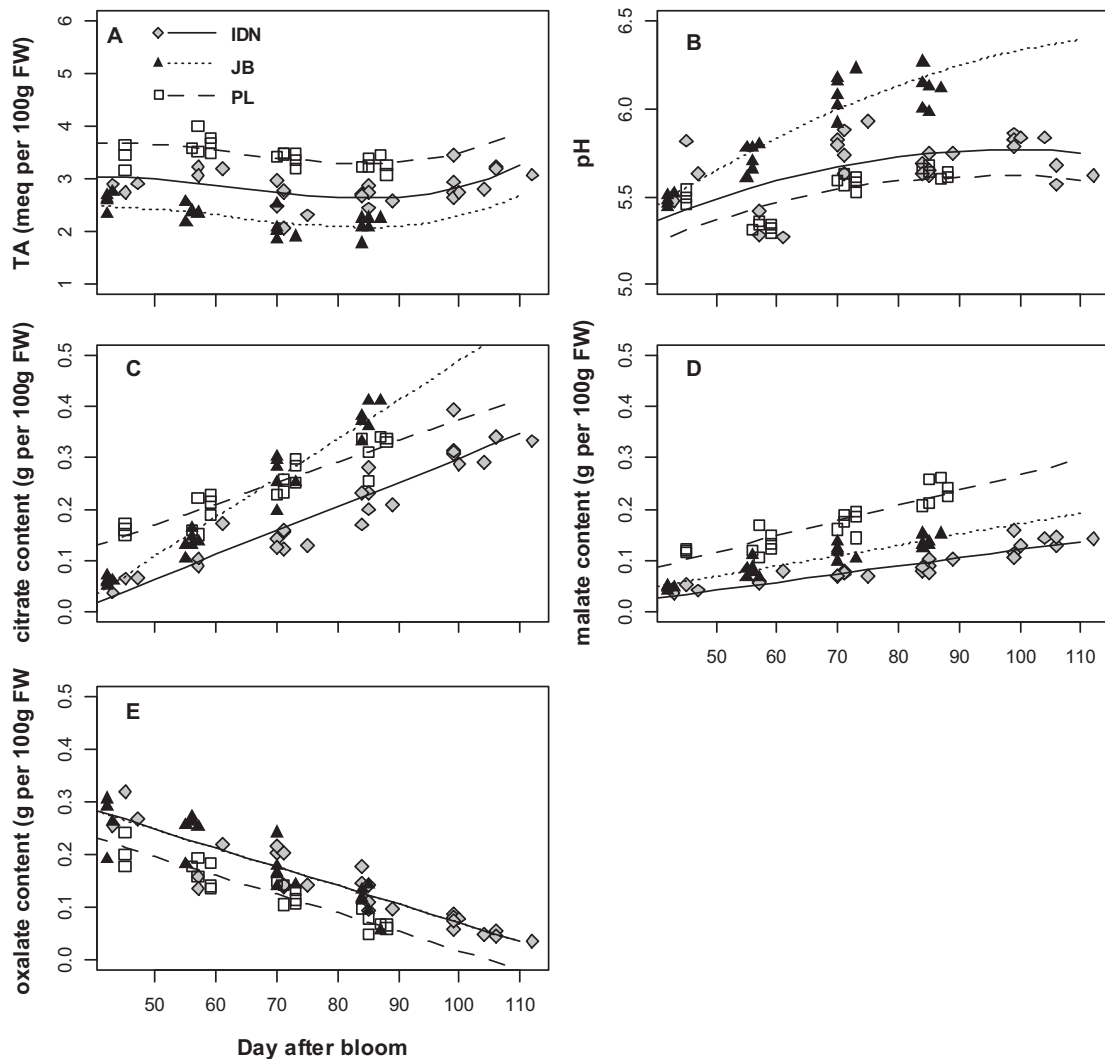 A
IDN
JB
PL
TA (meq per 100g FW)
1 2 3 4 5 6
B
pH
5.0 5.5 6.0 6.5
C
citrate content (g per 100g FW)
0.0 0.1 0.2 0.3 0.4 0.5
D
malate content (g per 100g FW)
0.0 0.1 0.2 0.3 0.4 0.5
50 60 70 80 90 100 110
E
oxalate content (g per 100g FW
0.0 0.1 0.2 0.3 0.4 0.5
50 60 70 80 90 100 110
Day after bloom